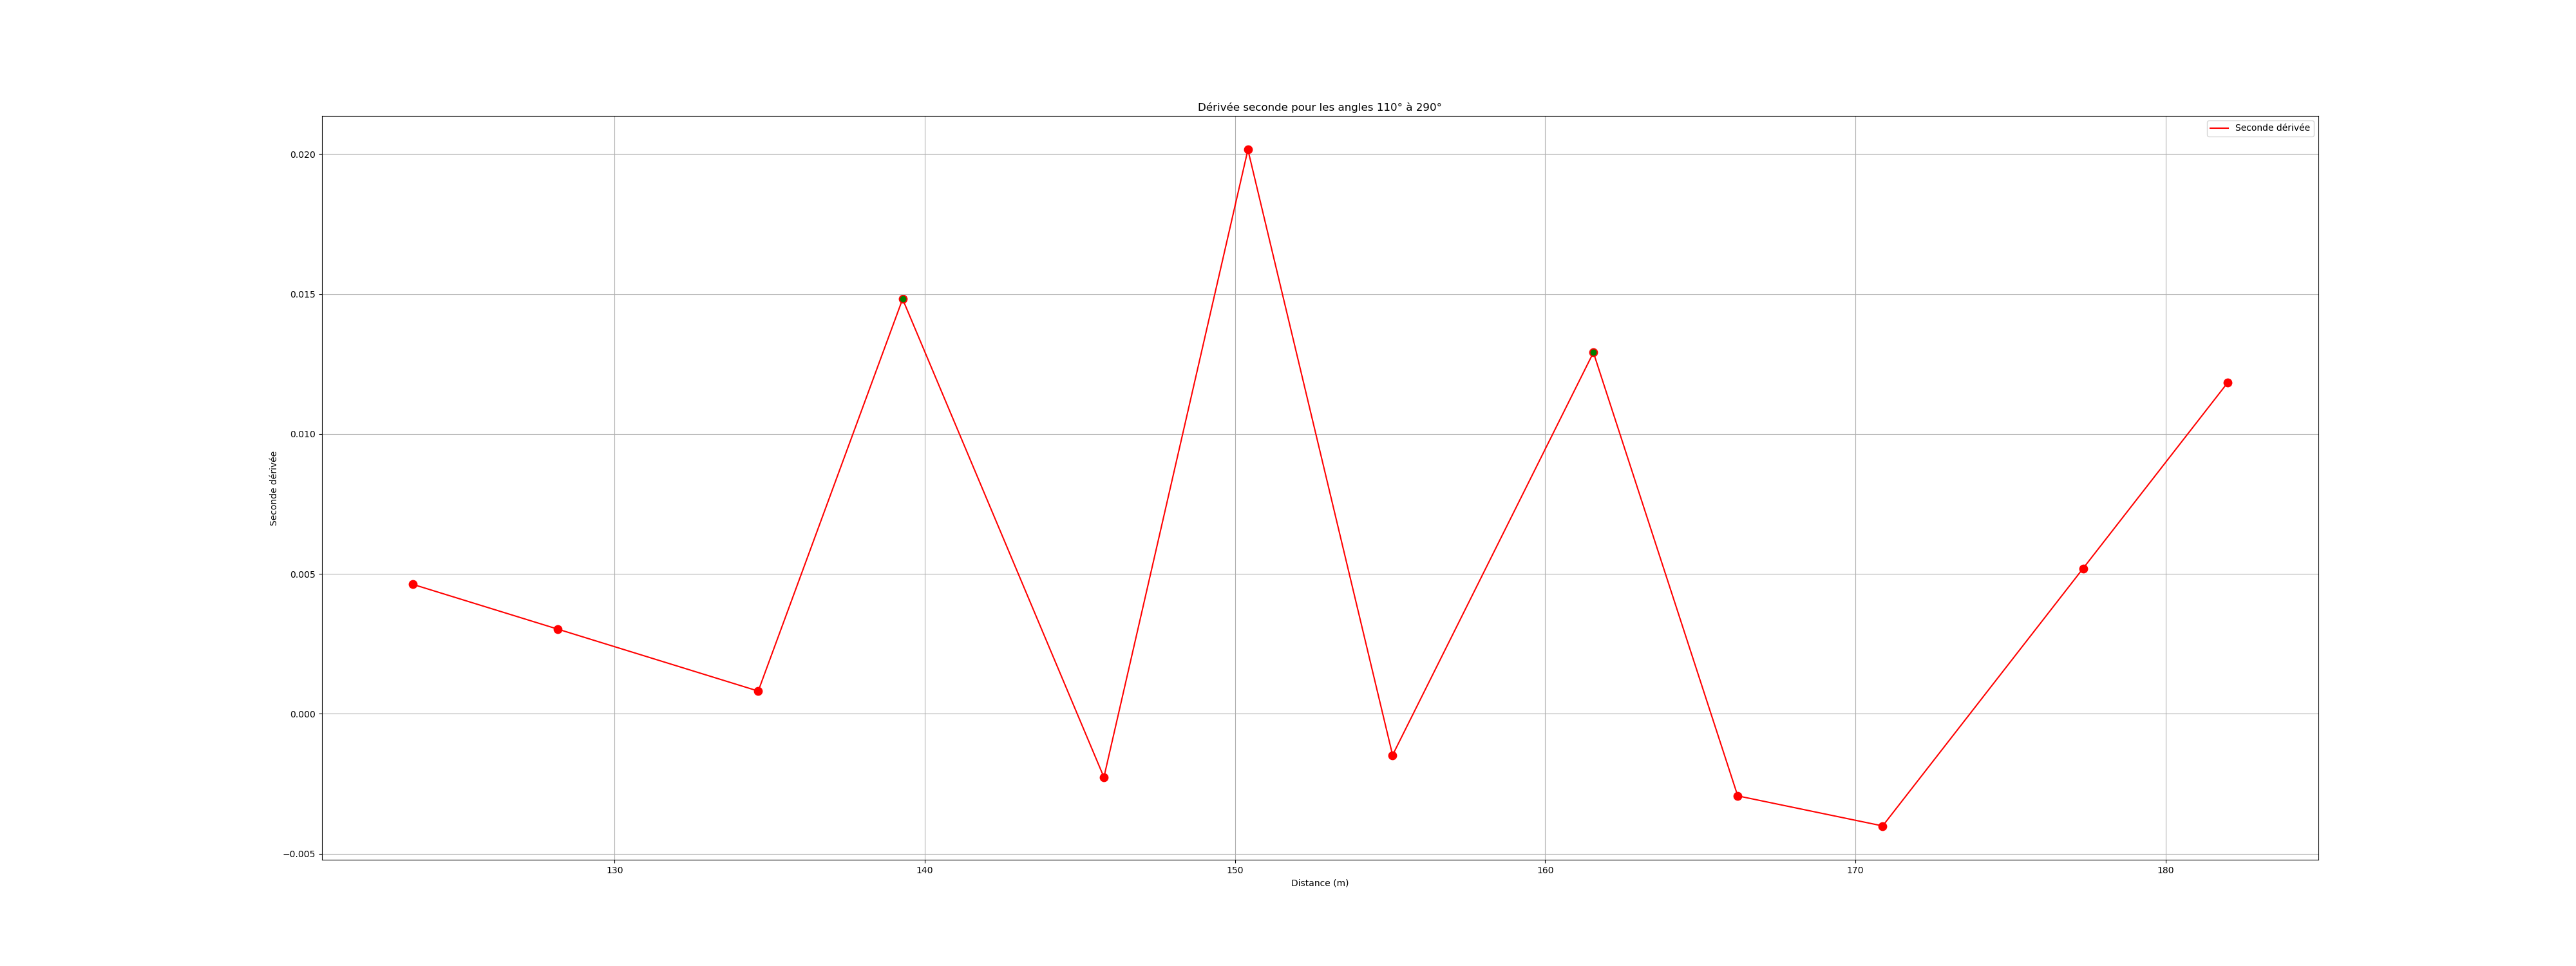 Dérivée seconde pour les angles 110° à 290°
Seconde dérivée
0.020
0.015
0.010
0.005
0.000
−0.005
Seconde dérivée
130 140 150 160 170 180
Distance (m)